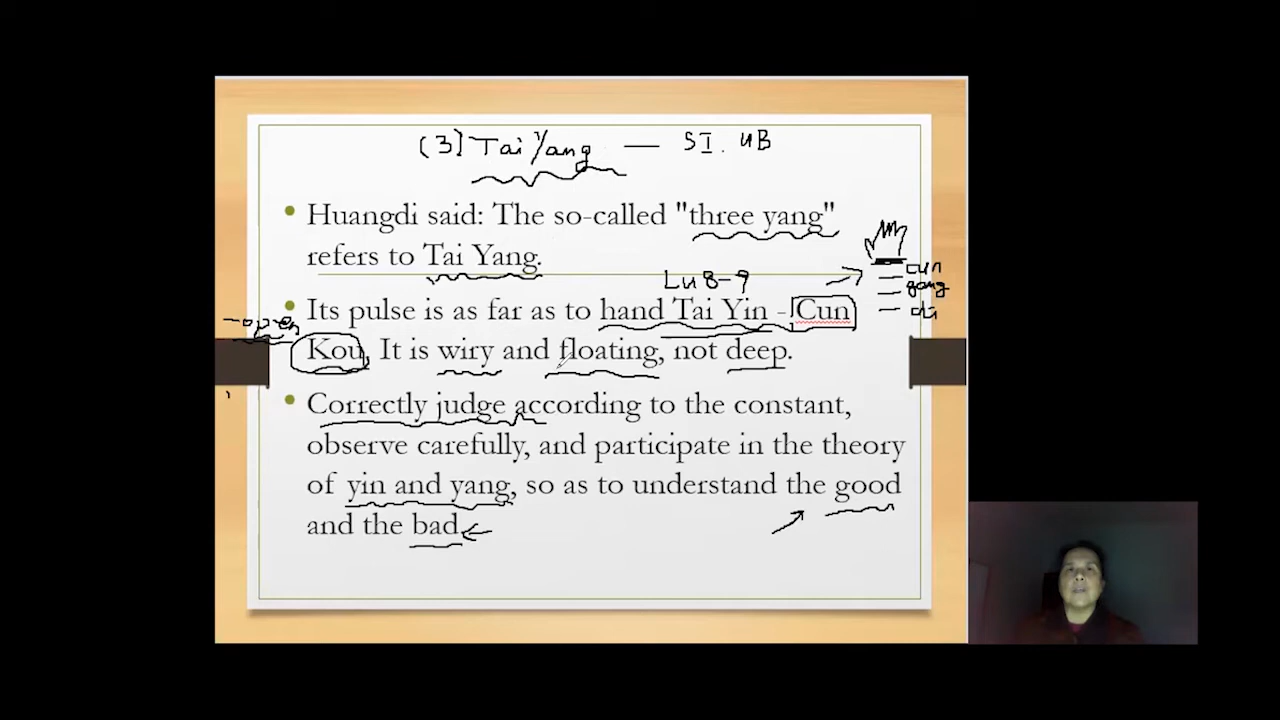 (3) Tai Yang — SI. UB
• Huangdi said: The so-called "three yang"
refers to Tai Yang.
Lu 8-9
cun
• Its pulse is as far as to hand Tai Yin - Cun
open
Kou, It is wiry and floating, not deep.
• Correctly judge according to the constant,
observe carefully, and participate in the theory
of yin and yang, so as to understand the good
and the bad.